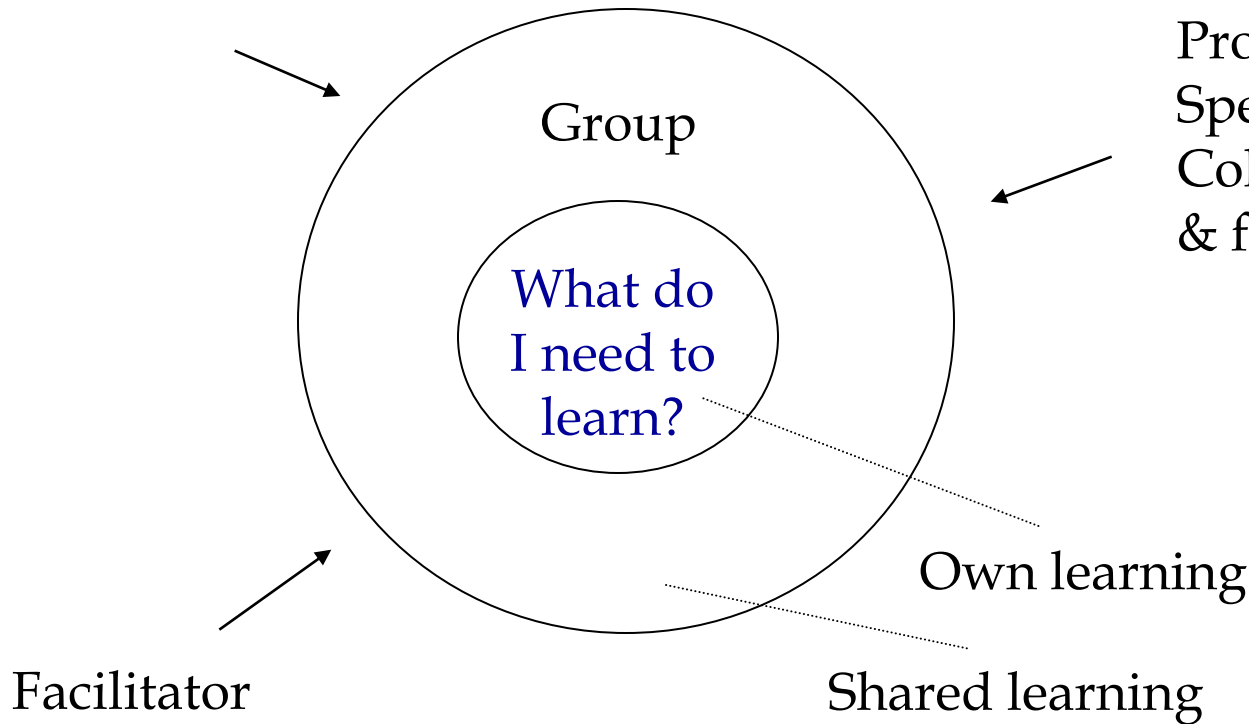 Group
What do
I need to
learn?
&
Own learning
Facilitator
Shared learning